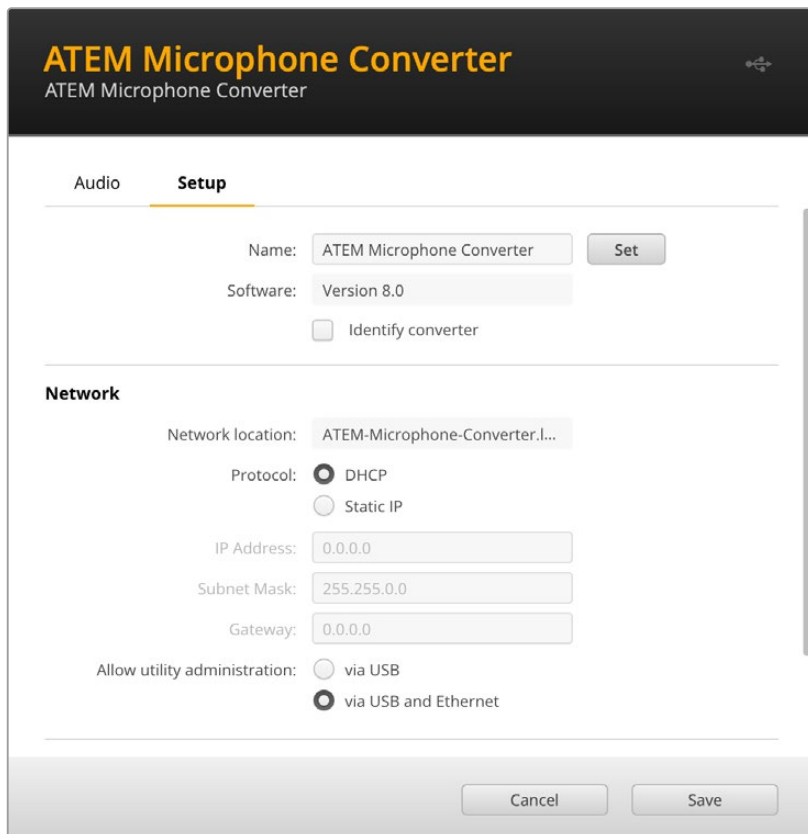 ATEM Microphone Converter
ATEM Microphone Converter
Audio Setup
Name: ATEM Microphone Converter Set
Software: Version 8.0
Identify converter
Network
Network location: ATEM-Microphone-Converter.l...
Protocol: DHCP
Static IP
IP Address: 0.0.0.0
Subnet Mask: 255.255.0.0
Gateway: 0.0.0.0
Allow utility administration: via USB
via USB and Ethernet
Cancel Save